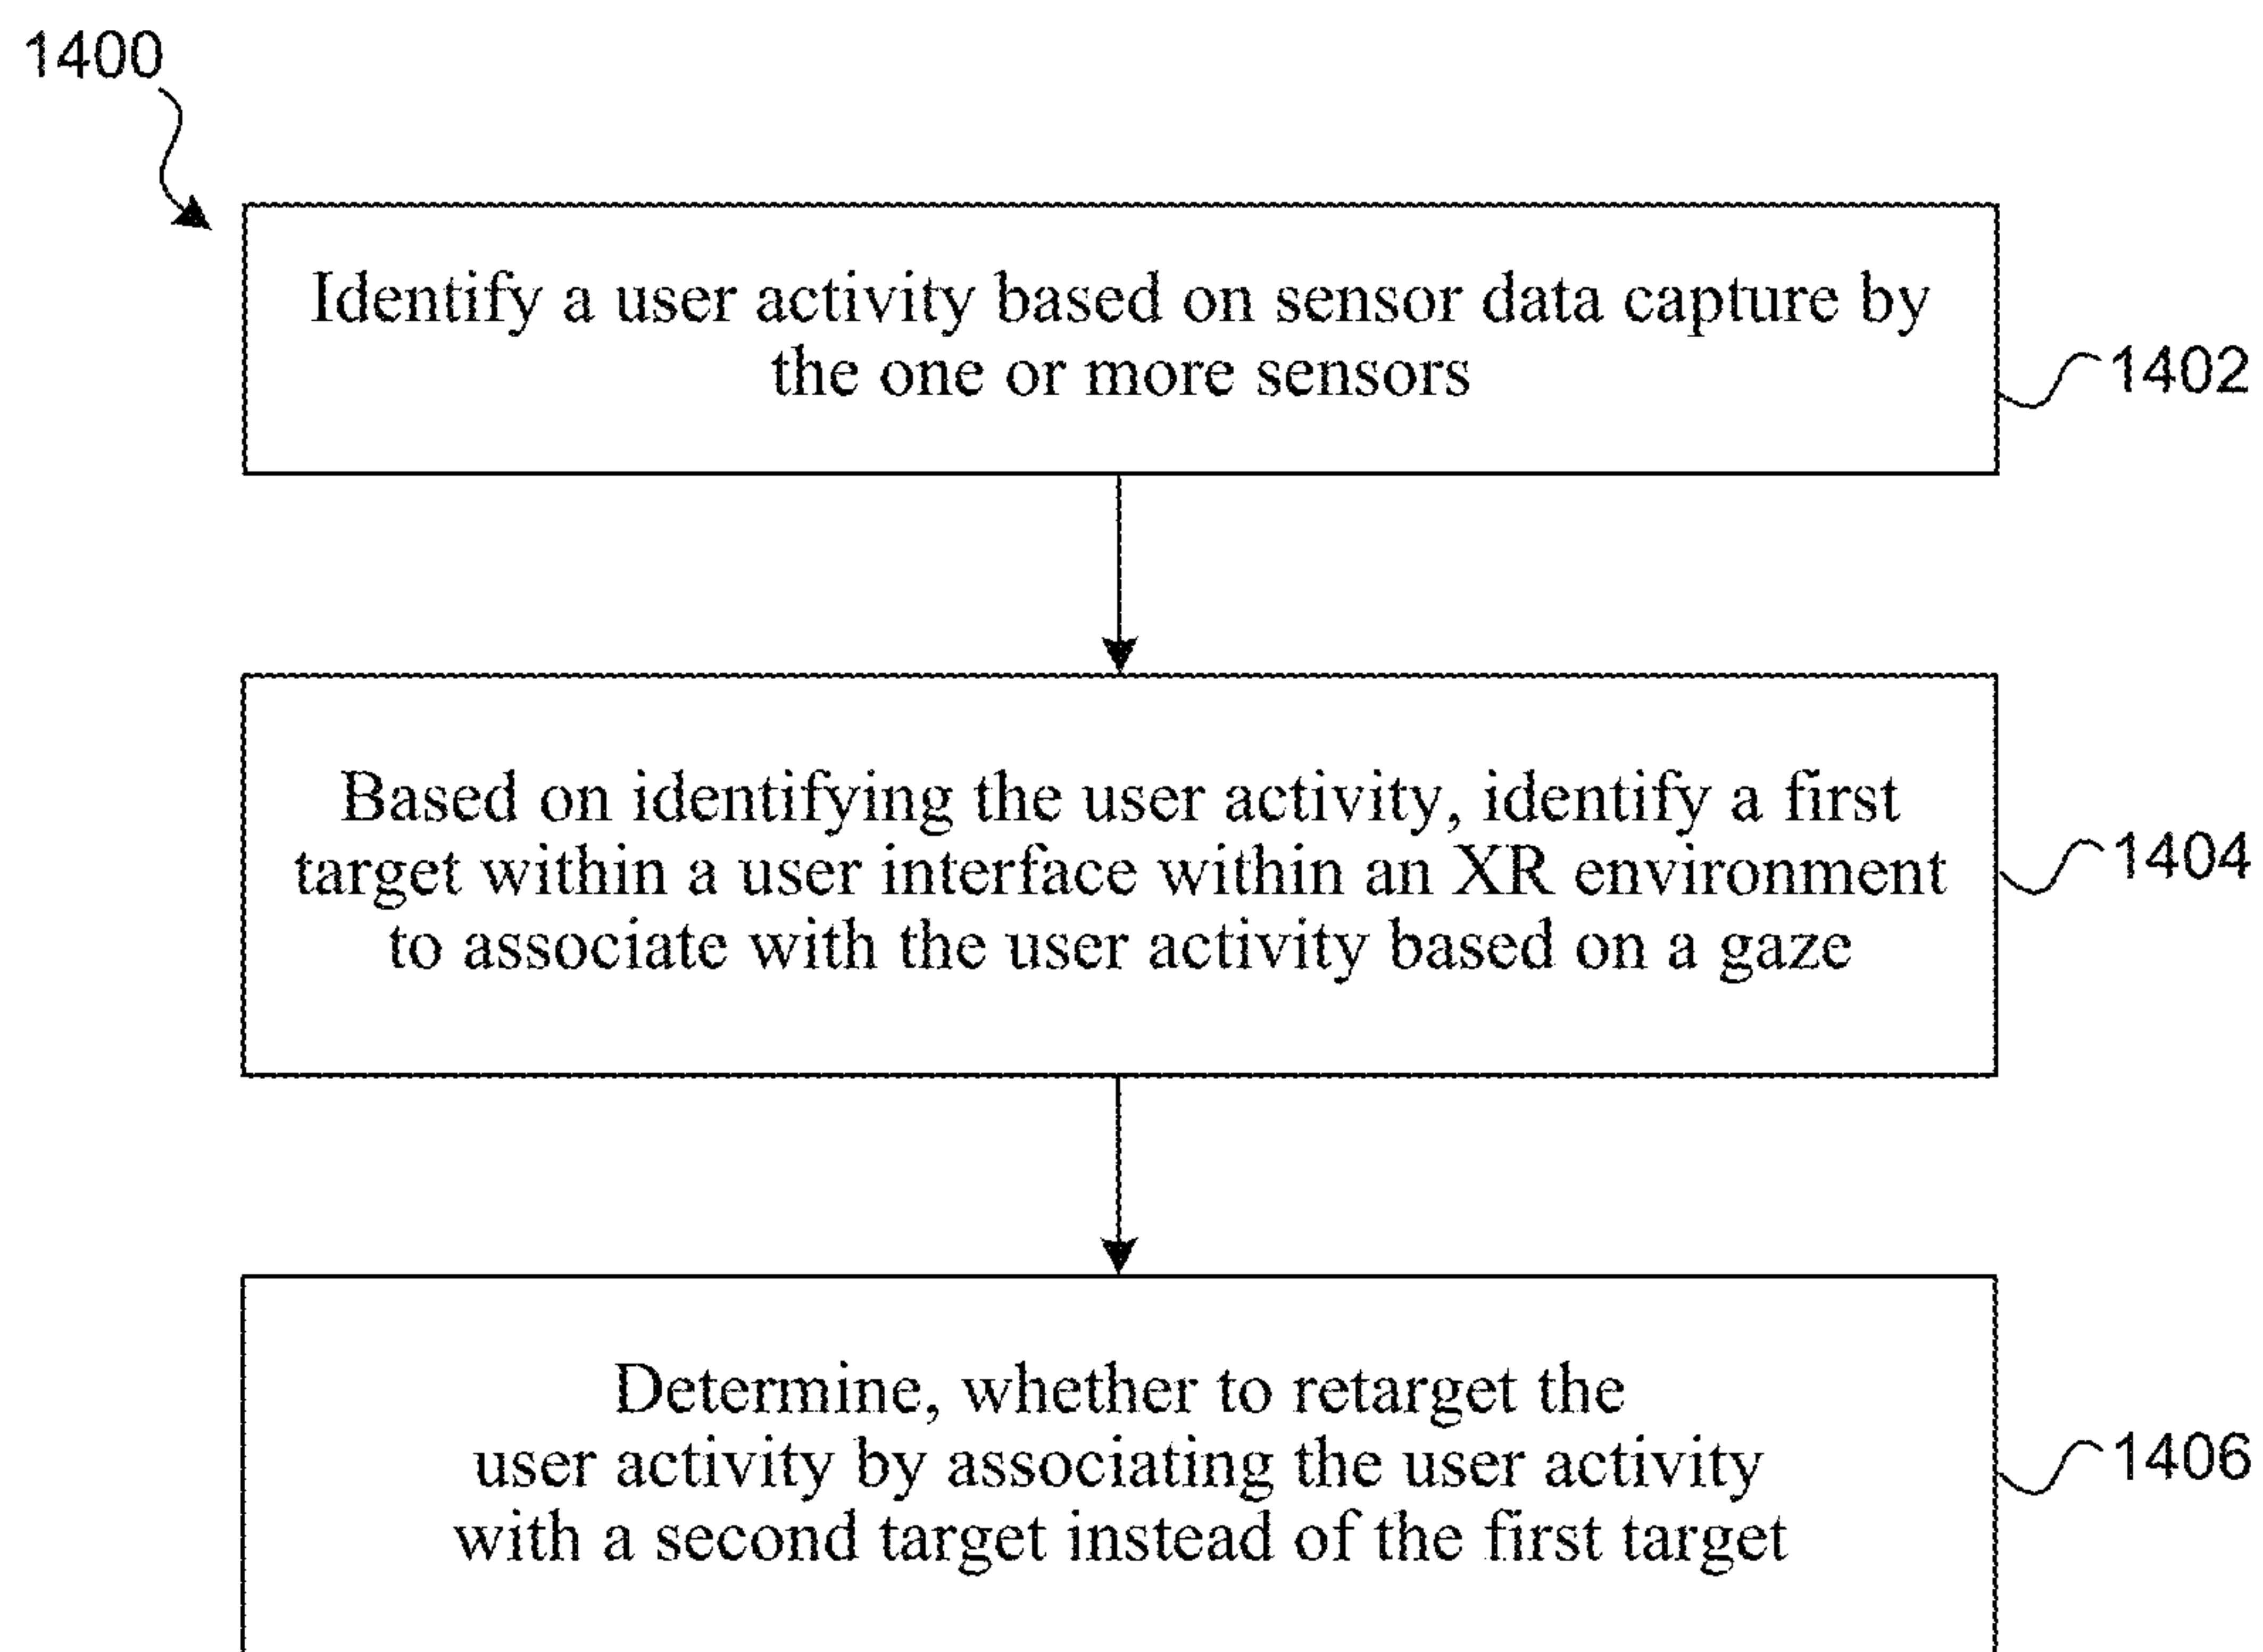 1400
Identify a user activity based on sensor data capture by
the one or more sensors
1402
Based on identifying the user activity, identify a first
target within a user interface within an XR environment
to associate with the user activity based on a gaze
1404
Determine, whether to retarget the
user activity by associating the user activity
with a second target instead of the first target
1406